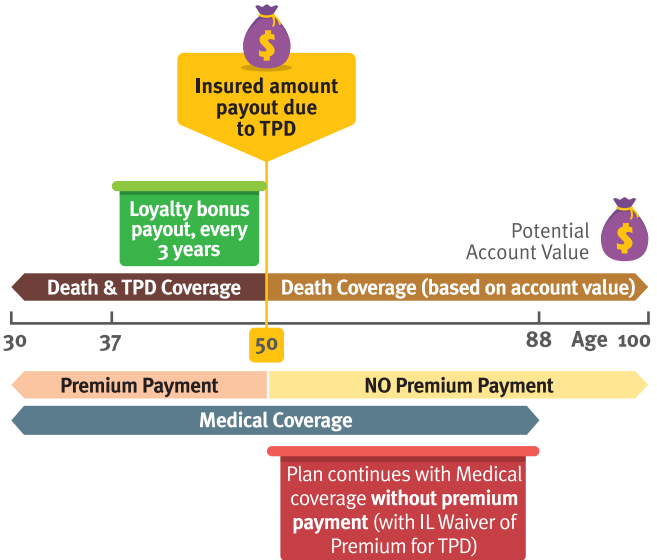 $
Insured amount
payout due
to TPD
Loyalty bonus
payout, every
3 years
Potential
Account Value
$
Death & TPD Coverage
Death Coverage (based on account value)
30
37
50
88
Age
100
Premium Payment
NO Premium Payment
Medical Coverage
Plan continues with Medical
coverage without premium
payment (with IL Waiver of
Premium for TPD)